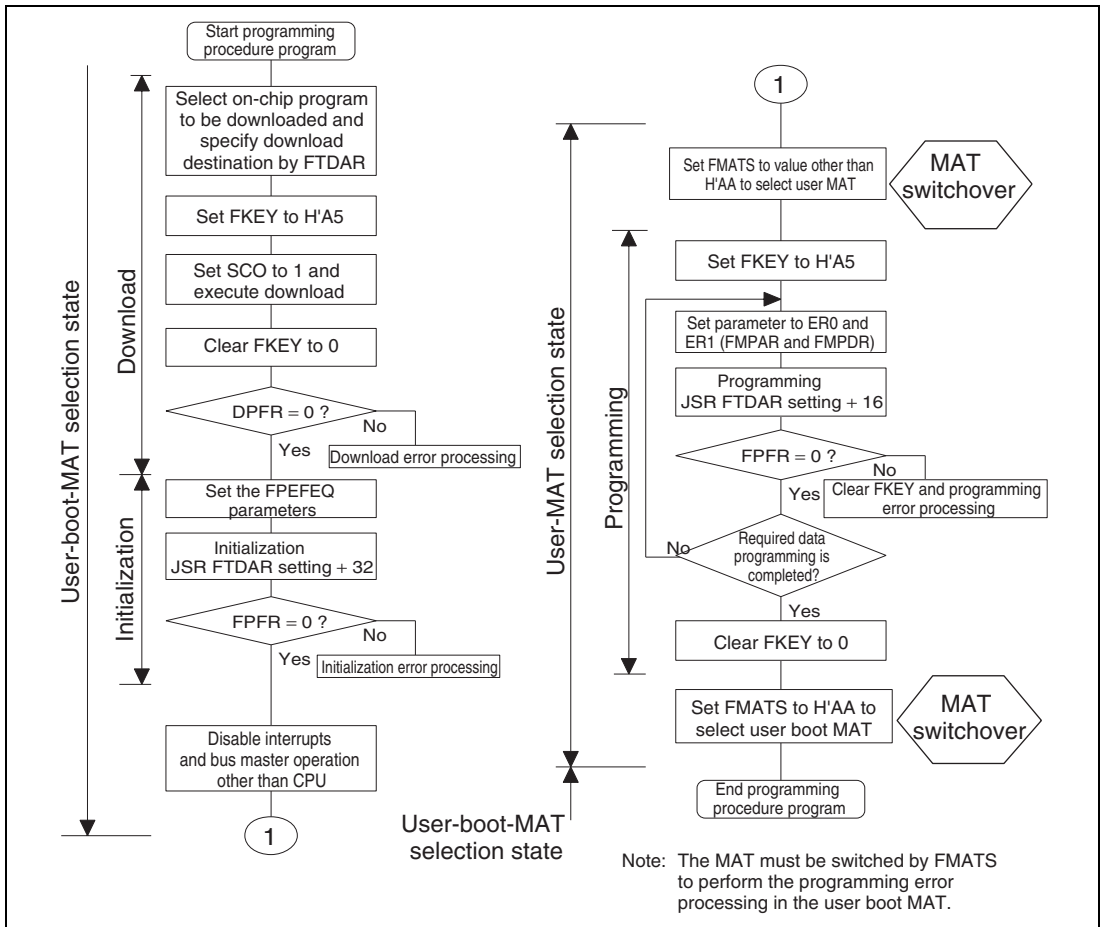 Start programming
procedure program
User-boot-MAT selection state
Download
Select on-chip program
to be downloaded and
specify download
destination by FTDAR
Set FKEY to H'A5
Set SCO to 1 and
execute download
Clear FKEY to 0
DPFR = 0 ?
No
Yes
Download error processing
Initialization
Set the FPEFEQ
parameters
Initialization
JSR FTDAR setting + 32
FPFR = 0 ?
No
Yes
Initialization error processing
Disable interrupts
and bus master operation
other than CPU
1
1
User-MAT selection state
Set FMATS to value other than
H'AA to select user MAT
MAT
switchover
Programming
Set FKEY to H'A5
Set parameter to ER0 and
ER1 (FMPAR and FMPDR)
Programming
JSR FTDAR setting + 16
FPFR = 0 ?
No
Yes
Clear FKEY and programming
error processing
Required data
programming is
completed?
No
Yes
Clear FKEY to 0
Set FMATS to H'AA to
select user boot MAT
MAT
switchover
End programming
procedure program
User-boot-MAT
selection state
Note: The MAT must be switched by FMATS
to perform the programming error
processing in the user boot MAT.